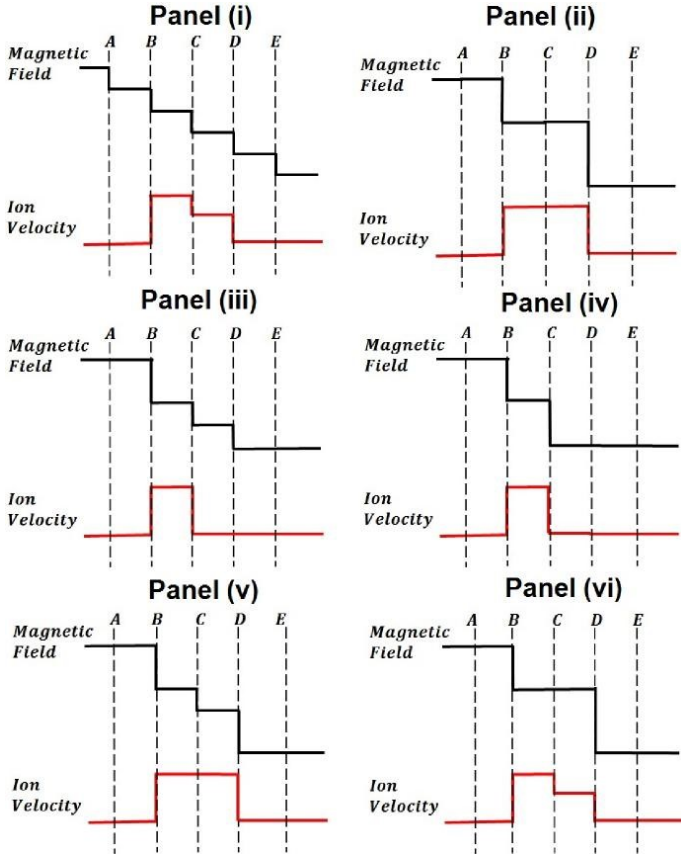 Panel (i)
A B C D E
Magnetic
Field
Ion
Velocity
Panel (ii)
A B C D E
Magnetic
Field
Ion
Velocity
Panel (iii)
A B C D E
Magnetic
Field
Ion
Velocity
Panel (iv)
A B C D E
Magnetic
Field
Ion
Velocity
Panel (v)
A B C D E
Magnetic
Field
Ion
Velocity
Panel (vi)
A B C D E
Magnetic
Field
Ion
Velocity